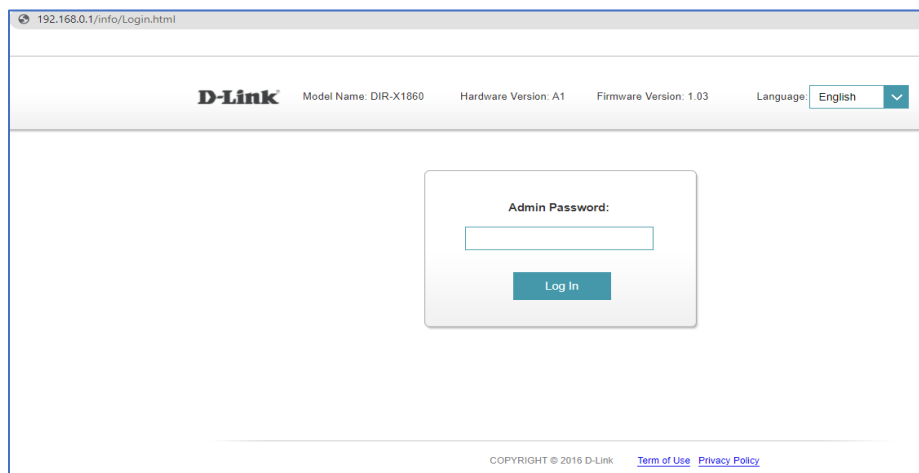 192.168.0.1/info/Login.html
D-Link Model Name: DIR-X1860 Hardware Version: A1 Firmware Version: 1.03 Language: English
Admin Password:
Log In
COPYRIGHT © 2016 D-Link Term of Use Privacy Policy